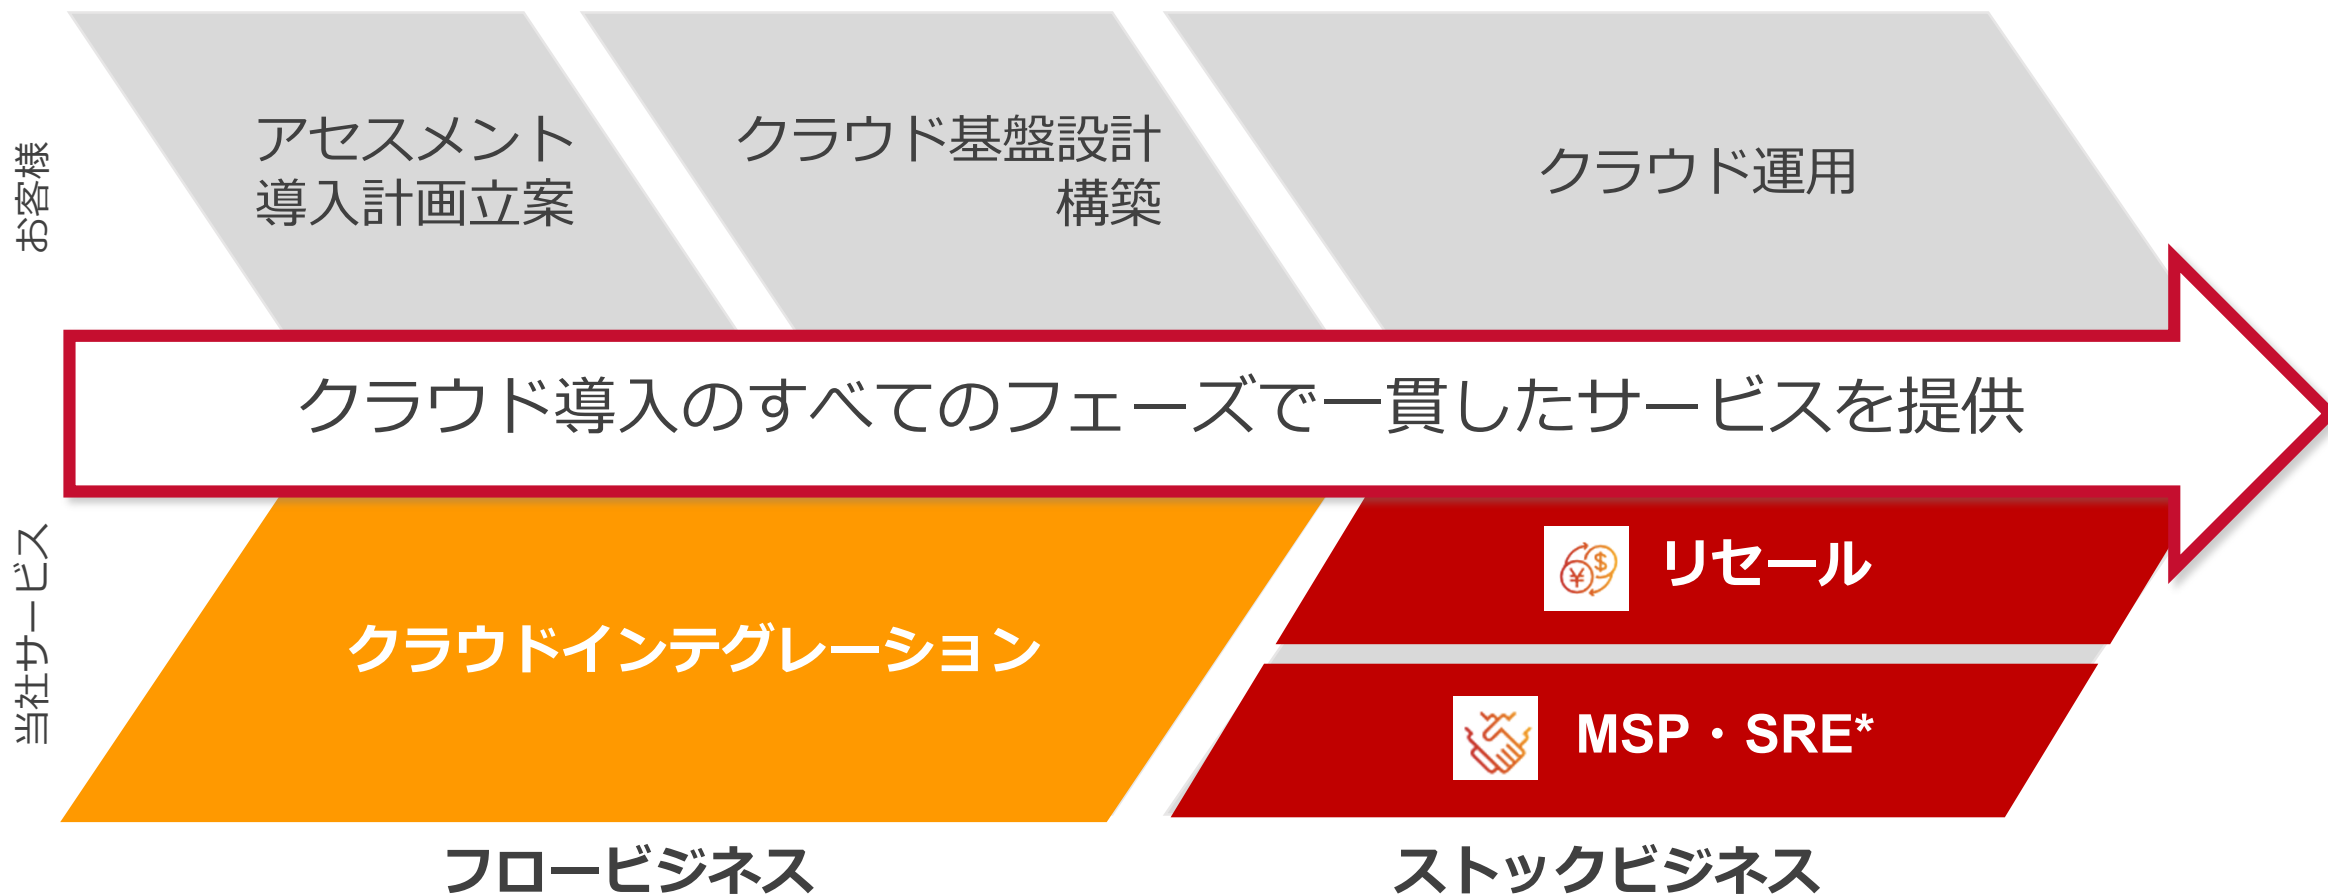 お客様
アセスメント
導入計画立案
クラウド基盤設計
構築
クラウド運用
クラウド導入のすべてのフェーズで一貫したサービスを提供
当社サービス
クラウドインテグレーション
¥ $
リセール
MSP・SRE*
フロービジネス
ストックビジネス